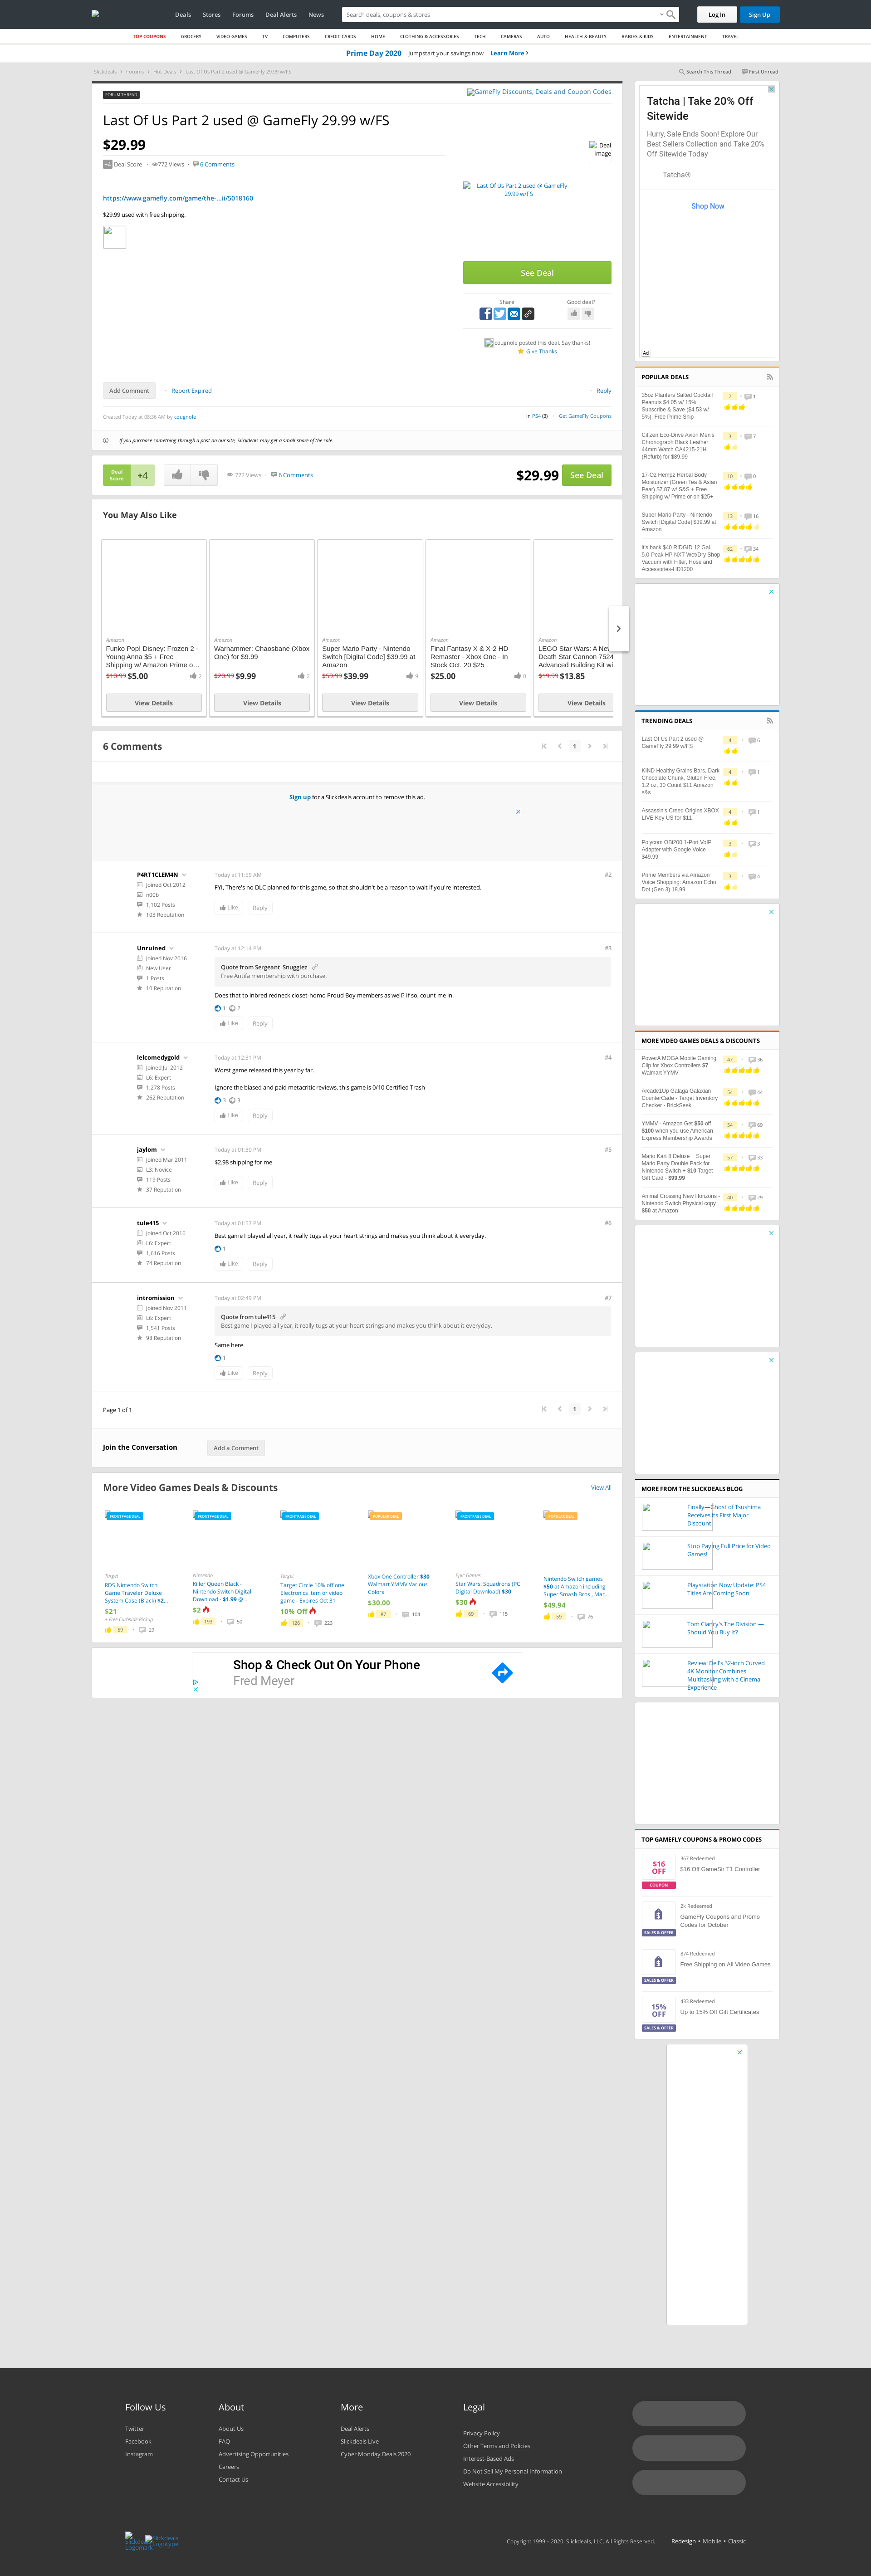 Deals Stores Forums Deal Alerts News Search deals, coupons & stores Log In Sign Up
TOP COUPONS GROCERY VIDEO GAMES TV COMPUTERS CREDIT CARDS HOME CLOTHING & ACCESSORIES TECH CAMERAS AUTO HEALTH & BEAUTY BABIES & KIDS ENTERTAINMENT TRAVEL
Prime Day 2020 Jumpstart your savings now Learn More
Slickdeals Forums Hot Deals Last Of Us Part 2 used @ GameFly 29.99 w/FS
Search This Thread First Unread
FORUM THREAD
GameFly Discounts, Deals and Coupon Codes
Last Of Us Part 2 used @ GameFly 29.99 w/FS
$29.99
Deal Image
+4 Deal Score 772 Views 6 Comments
https://www.gamefly.com/game/the-...ii/5018160
$29.99 used with free shipping.
Last Of Us Part 2 used @ GameFly
29.99 w/FS
See Deal
Share
Good deal?
cougnole posted this deal. Say thanks!
Give Thanks
Add Comment Report Expired Reply
Created Today at 08:36 AM by cougnole
in PS4 (3) Get GameFly Coupons
If you purchase something through a post on our site, Slickdeals may get a small share of the sale.
Deal Score +4 772 Views 6 Comments $29.99 See Deal
You May Also Like
Amazon
Funko Pop! Disney: Frozen 2 -
Young Anna $5 + Free
Shipping w/ Amazon Prime o...
$10.99 $5.00 2
View Details
Amazon
Warhammer: Chaosbane (Xbox
One) for $9.99
$20.99 $9.99 2
View Details
Amazon
Super Mario Party - Nintendo
Switch [Digital Code] $39.99 at
Amazon
$59.99 $39.99 9
View Details
Amazon
Final Fantasy X & X-2 HD
Remaster - Xbox One - In
Stock Oct. 20 $25
$25.00 0
View Details
Amazon
LEGO Star Wars: A New
Death Star Cannon 7524
Advanced Building Kit wi
$19.99 $13.85
View Details
6 Comments
1
Sign up for a Slickdeals account to remove this ad.
P4RT1CLEM4N
Joined Oct 2012
n00b
1,102 Posts
103 Reputation
Today at 11:59 AM #2
FYI, There's no DLC planned for this game, so that shouldn't be a reason to wait if you're interested.
Like Reply
Unruined
Joined Nov 2016
New User
1 Posts
10 Reputation
Today at 12:14 PM #3
Quote from Sergeant_Snugglez
Free Antifa membership with purchase.
Does that to inbred redneck closet-homo Proud Boy members as well? If so, count me in.
1 2
Like Reply
lelcomedygold
Joined Jul 2012
L6: Expert
1,278 Posts
262 Reputation
Today at 12:31 PM #4
Worst game released this year by far.
Ignore the biased and paid metacritic reviews, this game is 0/10 Certified Trash
3 3
Like Reply
jaylom
Joined Mar 2011
L3: Novice
119 Posts
37 Reputation
Today at 01:30 PM #5
$2.98 shipping for me
Like Reply
tule415
Joined Oct 2016
L6: Expert
1,616 Posts
74 Reputation
Today at 01:57 PM #6
Best game I played all year, it really tugs at your heart strings and makes you think about it everyday.
1
Like Reply
intromission
Joined Nov 2011
L6: Expert
1,541 Posts
98 Reputation
Today at 02:49 PM #7
Quote from tule415
Best game I played all year, it really tugs at your heart strings and makes you think about it everyday.
Same here.
1
Like Reply
Page 1 of 1
1
Join the Conversation Add a Comment
More Video Games Deals & Discounts View All
FRONTPAGE DEAL
Target
RDS Nintendo Switch
Game Traveler Deluxe
System Case (Black) $2...
$21
+ Free Curbside Pickup
59 29
FRONTPAGE DEAL
Nintendo
Killer Queen Black -
Nintendo Switch Digital
Download - $1.99 @...
$2
193 50
FRONTPAGE DEAL
Target
Target Circle 10% off one
Electronics item or video
game - Expires Oct 31
10% Off
126 223
POPULAR DEAL
Xbox One Controller $30
Walmart YMMV Various
Colors
$30.00
87 104
FRONTPAGE DEAL
Epic Games
Star Wars: Squadrons (PC
Digital Download) $30
$30
69 115
POPULAR DEAL
Nintendo Switch games
$50 at Amazon including
Super Smash Bros., Mar...
$49.94
59 76
Shop & Check Out On Your Phone
Fred Meyer
Tatcha | Take 20% Off
Sitewide
Hurry, Sale Ends Soon! Explore Our
Best Sellers Collection and Take 20%
Off Sitewide Today
Tatcha®
Shop Now
Ad
POPULAR DEALS
35oz Planters Salted Cocktail
Peanuts $4.05 w/ 15%
Subscribe & Save ($4.53 w/
5%), Free Prime Ship
7 1
Citizen Eco-Drive Avion Men's
Chronograph Black Leather
44mm Watch CA4215-21H
(Refurb) for $89.99
3 7
17-Oz Hempz Herbal Body
Moisturizer (Green Tea & Asian
Pear) $7.87 w/ S&S + Free
Shipping w/ Prime or on $25+
10 0
Super Mario Party - Nintendo
Switch [Digital Code] $39.99 at
Amazon
13 16
It's back $40 RIDGID 12 Gal.
5.0-Peak HP NXT Wet/Dry Shop
Vacuum with Filter, Hose and
Accessories-HD1200
62 34
TRENDING DEALS
Last Of Us Part 2 used @
GameFly 29.99 w/FS
4 6
KIND Healthy Grains Bars, Dark
Chocolate Chunk, Gluten Free,
1.2 oz, 30 Count $11 Amazon
s&s
4 1
Assassin's Creed Origins XBOX
LIVE Key US for $11
4 1
Polycom OBi200 1-Port VoIP
Adapter with Google Voice
$49.99
3 3
Prime Members via Amazon
Voice Shopping: Amazon Echo
Dot (Gen 3) 18.99
3 4
MORE VIDEO GAMES DEALS & DISCOUNTS
PowerA MOGA Mobile Gaming
Clip for Xbox Controllers $7
Walmart YYMV
47 36
Arcade1Up Galaga Galaxian
CounterCade - Target Inventory
Checker - BrickSeek
54 44
YMMV - Amazon Get $50 off
$100 when you use American
Express Membership Awards
54 69
Mario Kart 8 Deluxe + Super
Mario Party Double Pack for
Nintendo Switch + $10 Target
Gift Card - $99.99
57 33
Animal Crossing New Horizons -
Nintendo Switch Physical copy
$50 at Amazon
40 29
MORE FROM THE SLICKDEALS BLOG
Finally—Ghost of Tsushima
Receives its First Major
Discount
Stop Paying Full Price for Video
Games!
Playstation Now Update: PS4
Titles Are Coming Soon
Tom Clancy's The Division —
Should You Buy It?
Review: Dell's 32-inch Curved
4K Monitor Combines
Multitasking with a Cinema
Experience
TOP GAMEFLY COUPONS & PROMO CODES
$16 OFF
COUPON
367 Redeemed
$16 Off GameSir T1 Controller
SALES & OFFER
2k Redeemed
GameFly Coupons and Promo
Codes for October
SALES & OFFER
874 Redeemed
Free Shipping on All Video Games
15% OFF
SALES & OFFER
433 Redeemed
Up to 15% Off Gift Certificates
Follow Us
Twitter
Facebook
Instagram
About
About Us
FAQ
Advertising Opportunities
Careers
Contact Us
More
Deal Alerts
Slickdeals Live
Cyber Monday Deals 2020
Legal
Privacy Policy
Other Terms and Policies
Interest-Based Ads
Do Not Sell My Personal Information
Website Accessibility
Copyright 1999 – 2020. Slickdeals, LLC. All Rights Reserved. Redesign • Mobile • Classic